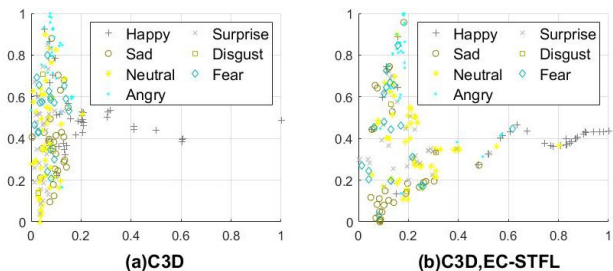 Happy Surprise
Sad Disgust
Neutral Fear
Angry
1
0.8
0.6
0.4
0.2
0
0 0.2 0.4 0.6 0.8 1
(a)C3D
Happy Surprise
Sad Disgust
Neutral Fear
Angry
1
0.8
0.6
0.4
0.2
0
0 0.2 0.4 0.6 0.8 1
(b)C3D,EC-STFL